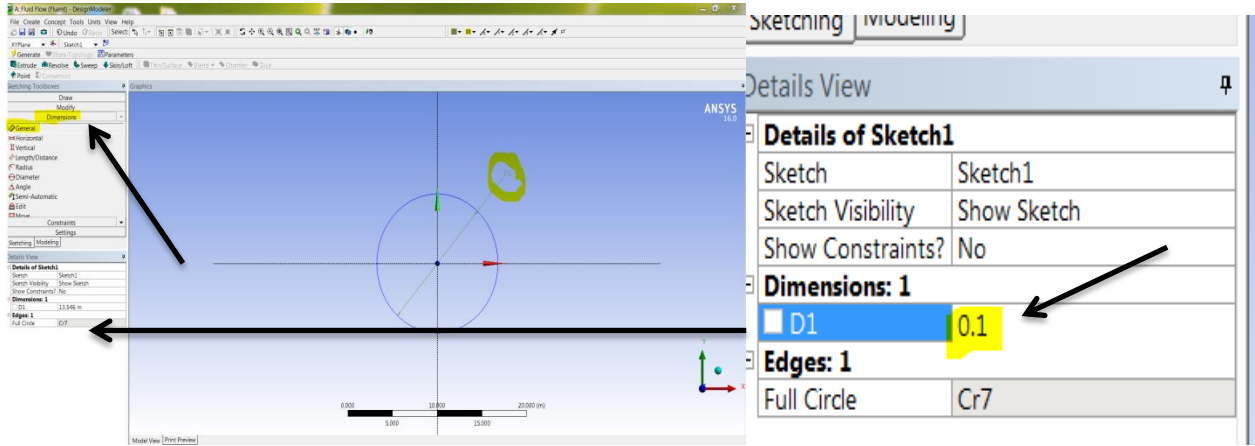 A: Fluid Flow (Fluent) - DesignModeler
File Create Concept Tools Units View Help
Undo Redo Select:
XYPlane Sketch1
Generate Share Topology Parameters
Extrude Revolve Sweep Skin/Loft Thin/Surface Blend Chamfer Slice
Point Conversion
Sketching Toolboxes
Draw
Modify
Dimensions
General
Horizontal
Vertical
Length/Distance
Radius
Diameter
Angle
Semi-Automatic
Edit
Move
Constraints
Settings
Sketching Modeling
Details View
Details of Sketch1
Sketch Sketch1
Sketch Visibility Show Sketch
Show Constraints? No
Dimensions: 1
D1 13.546 m
Edges: 1
Full Circle Cr7
Graphics
ANSYS
16.0
Y
X
0.000 10.000 20.000 (m)
5.000 15.000
Model View Print Preview
Sketching Modeling
Details View
Details of Sketch1
Sketch Sketch1
Sketch Visibility Show Sketch
Show Constraints? No
Dimensions: 1
D1 0.1
Edges: 1
Full Circle Cr7